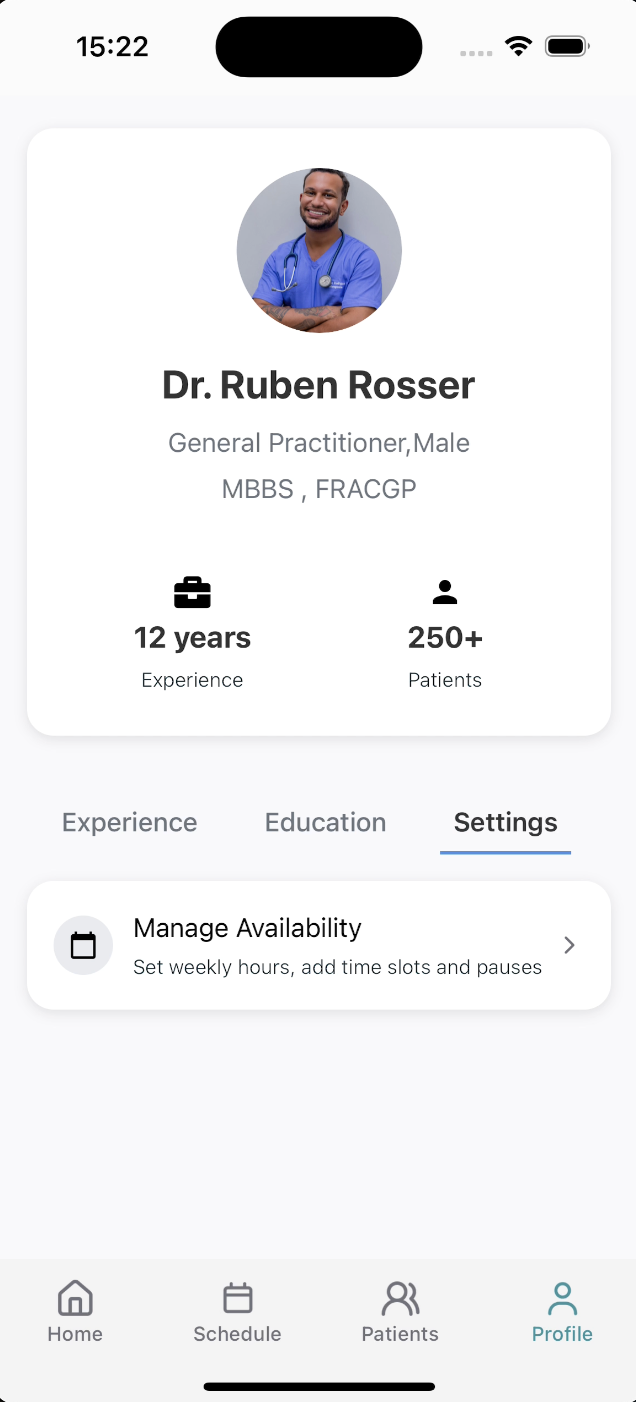 15:22
Dr. Ruben Rosser
General Practitioner,Male
MBBS , FRACGP
12 years
250+
Experience
Patients
Experience
Education
Settings
Manage Availability
Set weekly hours, add time slots and pauses
Home
Schedule
Patients
Profile